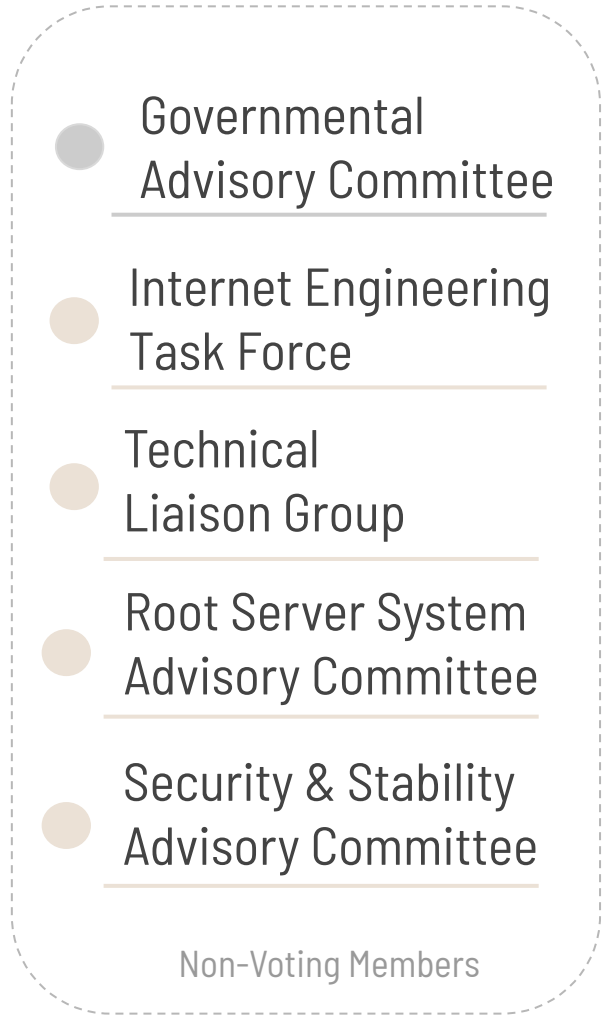 Governmental
Advisory Committee
Internet Engineering
Task Force
Technical
Liaison Group
Root Server System
Advisory Committee
Security & Stability
Advisory Committee
Non-Voting Members